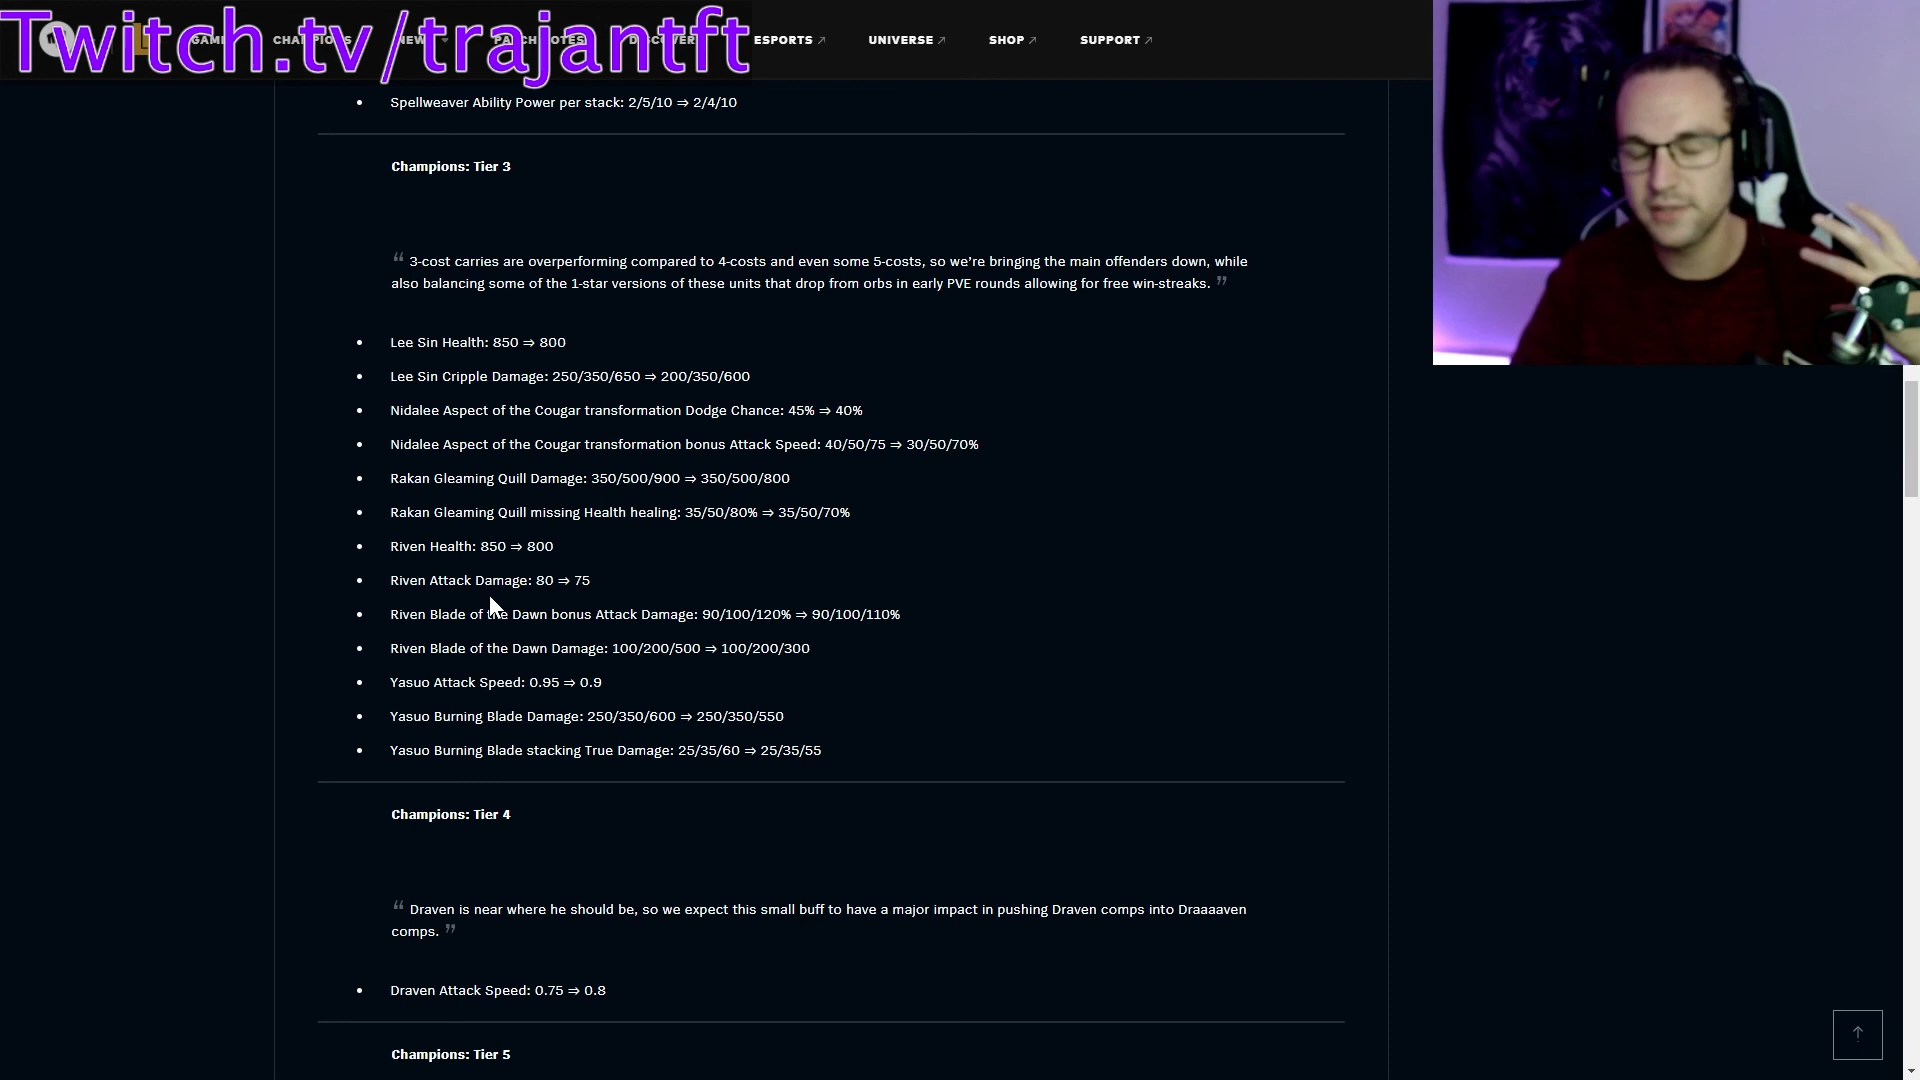 Twitch.tv/trajantft
ESPORTS
UNIVERSE
SHOP
SUPPORT
• Spellweaver Ability Power per stack: 2/5/10 ⇒ 2/4/10
Champions: Tier 3
“ 3-cost carries are overperforming compared to 4-costs and even some 5-costs, so we’re bringing the main offenders down, while
also balancing some of the 1-star versions of these units that drop from orbs in early PVE rounds allowing for free win-streaks. ”
• Lee Sin Health: 850 ⇒ 800
• Lee Sin Cripple Damage: 250/350/650 ⇒ 200/350/600
• Nidalee Aspect of the Cougar transformation Dodge Chance: 45% ⇒ 40%
• Nidalee Aspect of the Cougar transformation bonus Attack Speed: 40/50/75 ⇒ 30/50/70%
• Rakan Gleaming Quill Damage: 350/500/900 ⇒ 350/500/800
• Rakan Gleaming Quill missing Health healing: 35/50/80% ⇒ 35/50/70%
• Riven Health: 850 ⇒ 800
• Riven Attack Damage: 80 ⇒ 75
• Riven Blade of the Dawn bonus Attack Damage: 90/100/120% ⇒ 90/100/110%
• Riven Blade of the Dawn Damage: 100/200/500 ⇒ 100/200/300
• Yasuo Attack Speed: 0.95 ⇒ 0.9
• Yasuo Burning Blade Damage: 250/350/600 ⇒ 250/350/550
• Yasuo Burning Blade stacking True Damage: 25/35/60 ⇒ 25/35/55
Champions: Tier 4
“ Draven is near where he should be, so we expect this small buff to have a major impact in pushing Draven comps into Draaaaven
comps. ”
• Draven Attack Speed: 0.75 ⇒ 0.8
Champions: Tier 5